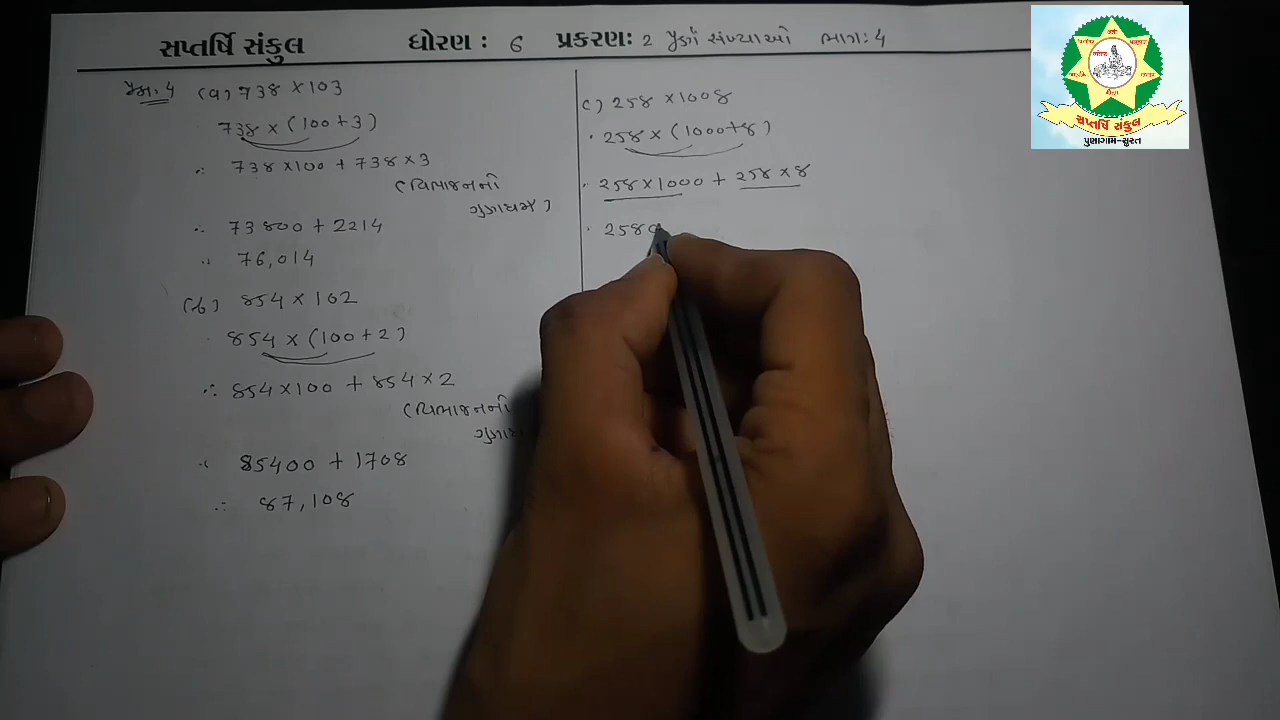 સપ્તર્ષિ સંકુલ ધોરણ : 6 પ્રકરણ: 2 પૂર્ણ સંખ્યાઓ ભાગ: 4
(a) 738 × 103
738 × (100 + 3)
∴ 738 × 100 + 738 × 3
(વિભાજનનો
ગુણધર્મ)
∴ 73800 + 2214
∴ 76,014
(b) 854 × 102
854 × (100 + 2)
∴ 854 × 100 + 854 × 2
(વિભાજનનો
85400 + 1708
∴ 87,108
c) 258 × 1008
258 × (1000 + 8)
258 × 1000 + 258 × 8
2580
સપ્તર્ષિ સંકુલ
પુણાગામ-સુરત